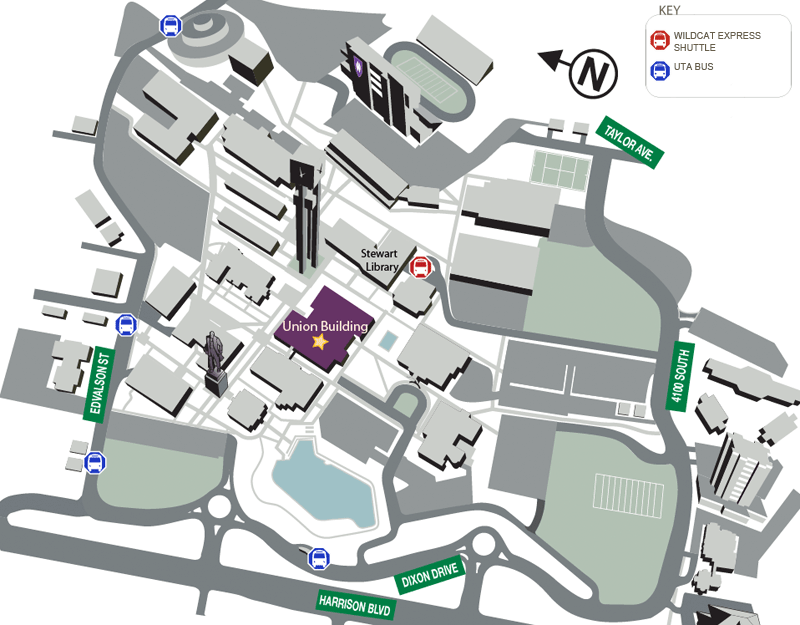 KEY
WILDCAT EXPRESS
SHUTTLE
UTA BUS
N
TAYLOR AVE.
Stewart
Library
Union Building
EDVALSON ST
4100 SOUTH
DIXON DRIVE
HARRISON BLVD